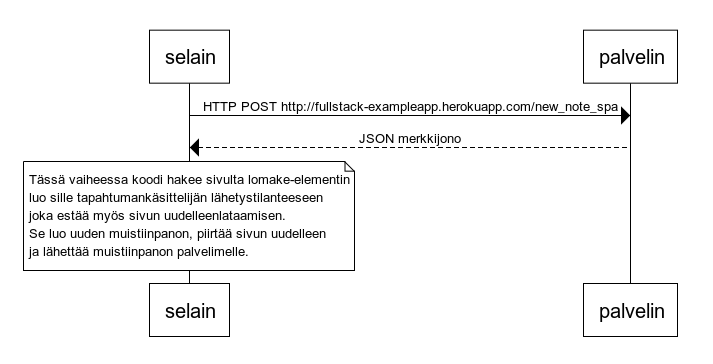 selain
palvelin
HTTP POST http://fullstack-exampleapp.herokuapp.com/new_note_spa
JSON merkkijono
Tässä vaiheessa koodi hakee sivulta lomake-elementin
luo sille tapahtumankäsittelijän lähetystilanteeseen
joka estää myös sivun uudelleenlataamisen.
Se luo uuden muistiinpanon, piirtää sivun uudelleen
ja lähettää muistiinpanon palvelimelle.
selain
palvelin